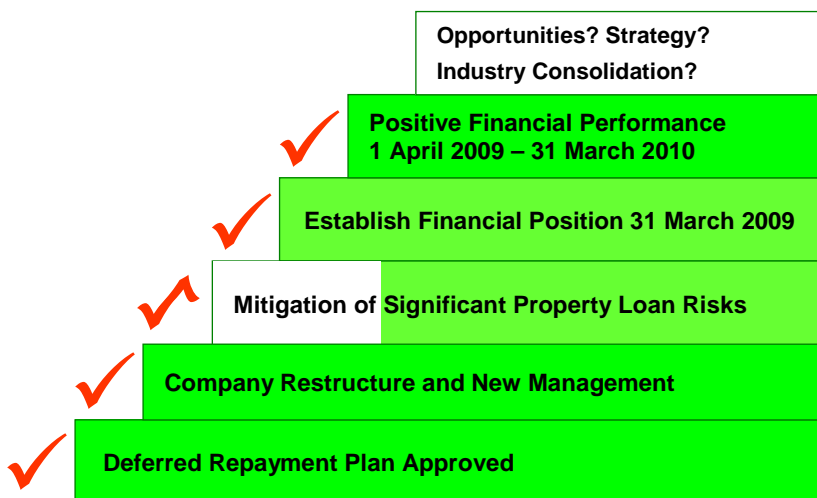 Opportunities? Strategy?
Industry Consolidation?
Positive Financial Performance
1 April 2009 – 31 March 2010
Establish Financial Position 31 March 2009
Mitigation of Significant Property Loan Risks
Company Restructure and New Management
Deferred Repayment Plan Approved